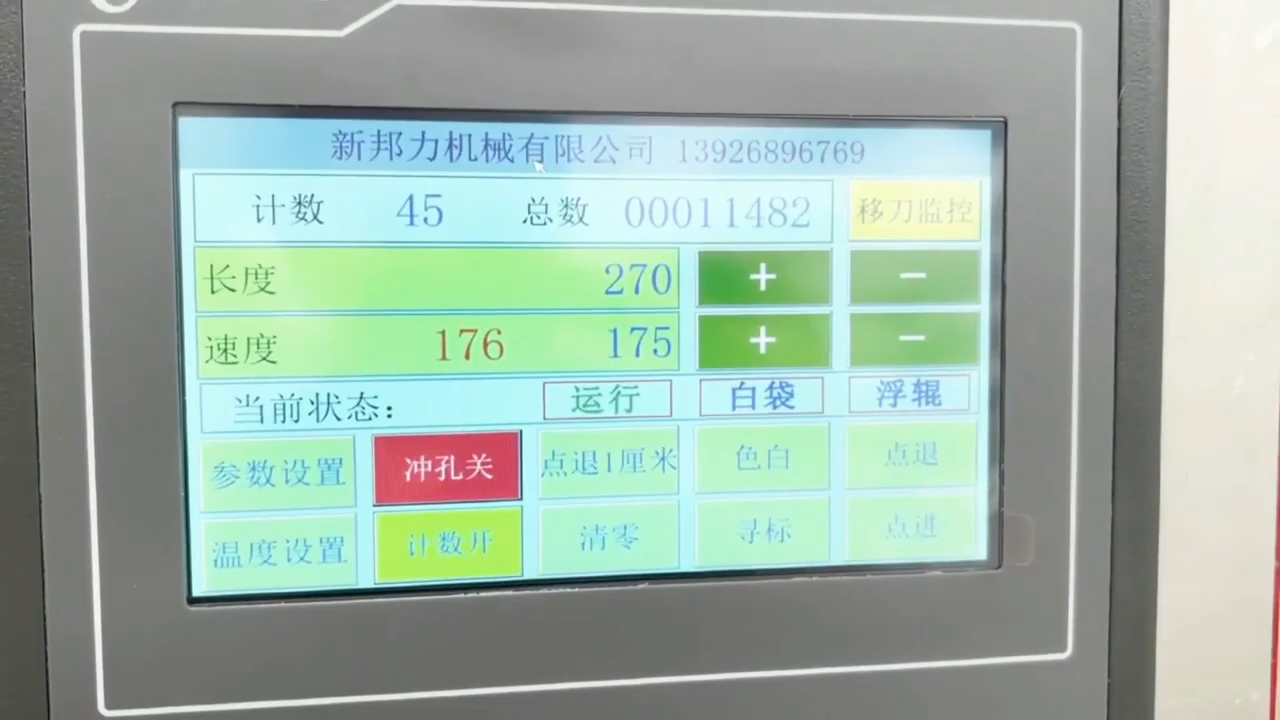 新邦力机械有限公司 13926896769
计数 45 总数 00011482 移刀监控
长度 270 + −
速度 176 175 + −
当前状态： 运行 白袋 浮辊
参数设置 冲孔关 点退1厘米 色白 点退
温度设置 计数开 清零 寻标 点进